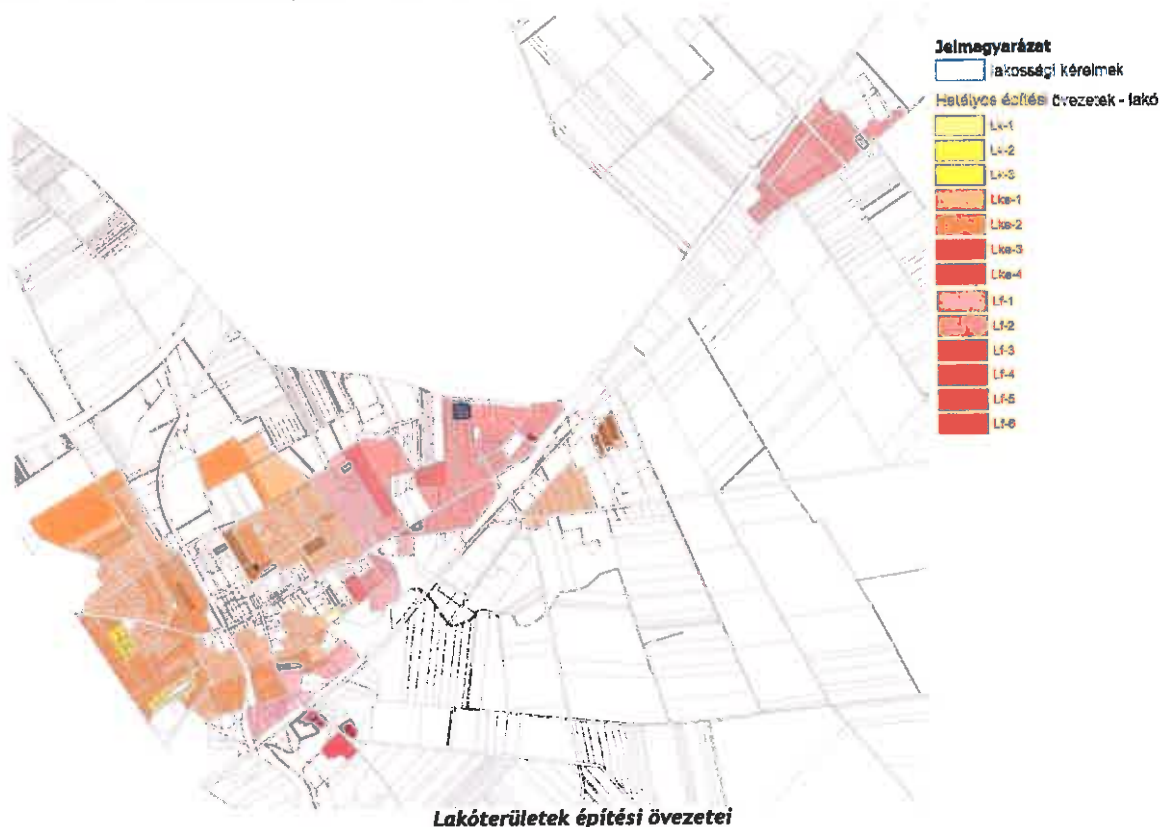 Jelmagyarázat
lakossági kérelmek
Hatályos építési övezetek - lakó
Lk-1
Lk-2
Lk-3
Lke-1
Lke-2
Lke-3
Lke-4
Lf-1
Lf-2
Lf-3
Lf-4
Lf-5
Lf-6
Lakóterületek építési övezetei